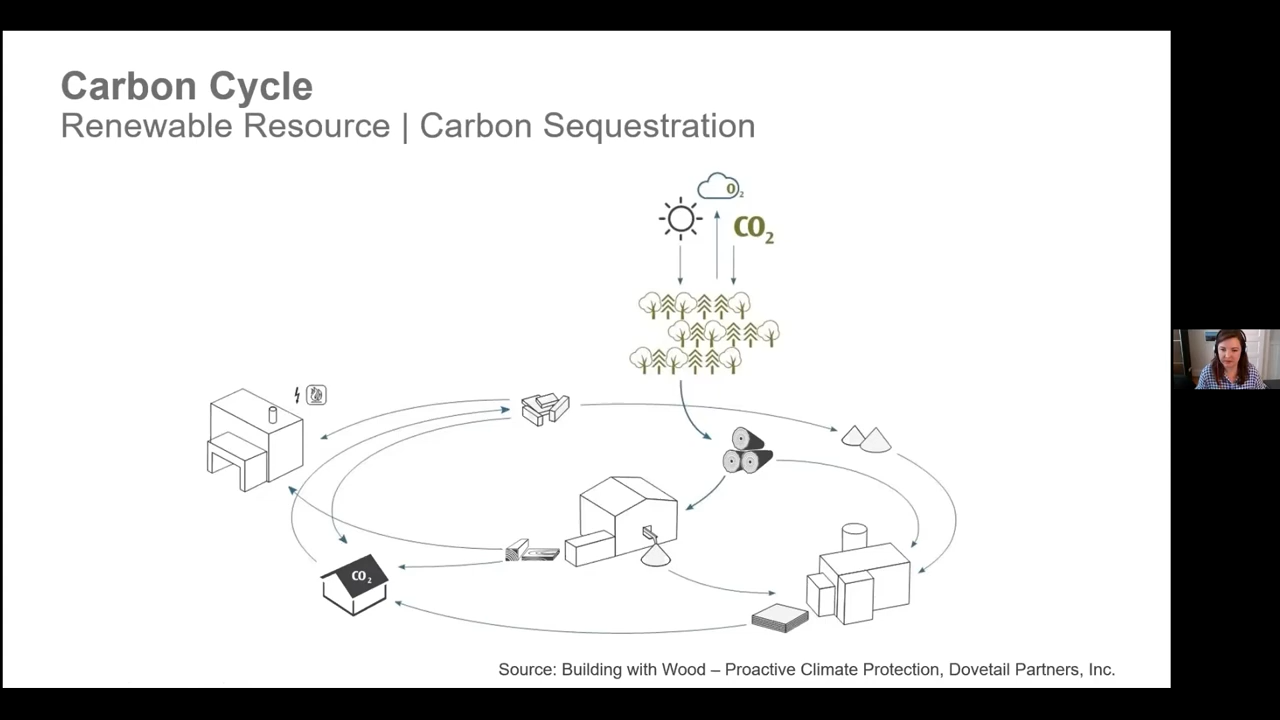 Carbon Cycle
Renewable Resource | Carbon Sequestration
O2
CO2
CO2
Source: Building with Wood – Proactive Climate Protection, Dovetail Partners, Inc.